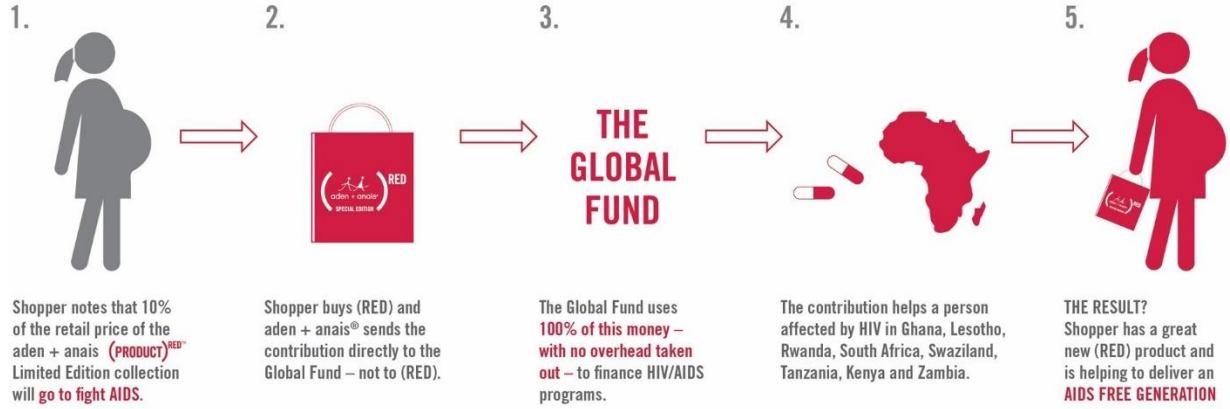 1.
2.
3.
4.
5.
aden + anais®
SPECIAL EDITION
RED
THE
GLOBAL
FUND
Shopper notes that 10%
of the retail price of the
aden + anais (PRODUCT)RED™
Limited Edition collection
will go to fight AIDS.
Shopper buys (RED) and
aden + anais® sends the
contribution directly to the
Global Fund – not to (RED).
The Global Fund uses
100% of this money –
with no overhead taken
out – to finance HIV/AIDS
programs.
The contribution helps a person
affected by HIV in Ghana, Lesotho,
Rwanda, South Africa, Swaziland,
Tanzania, Kenya and Zambia.
THE RESULT?
Shopper has a great
new (RED) product and
is helping to deliver an
AIDS FREE GENERATION